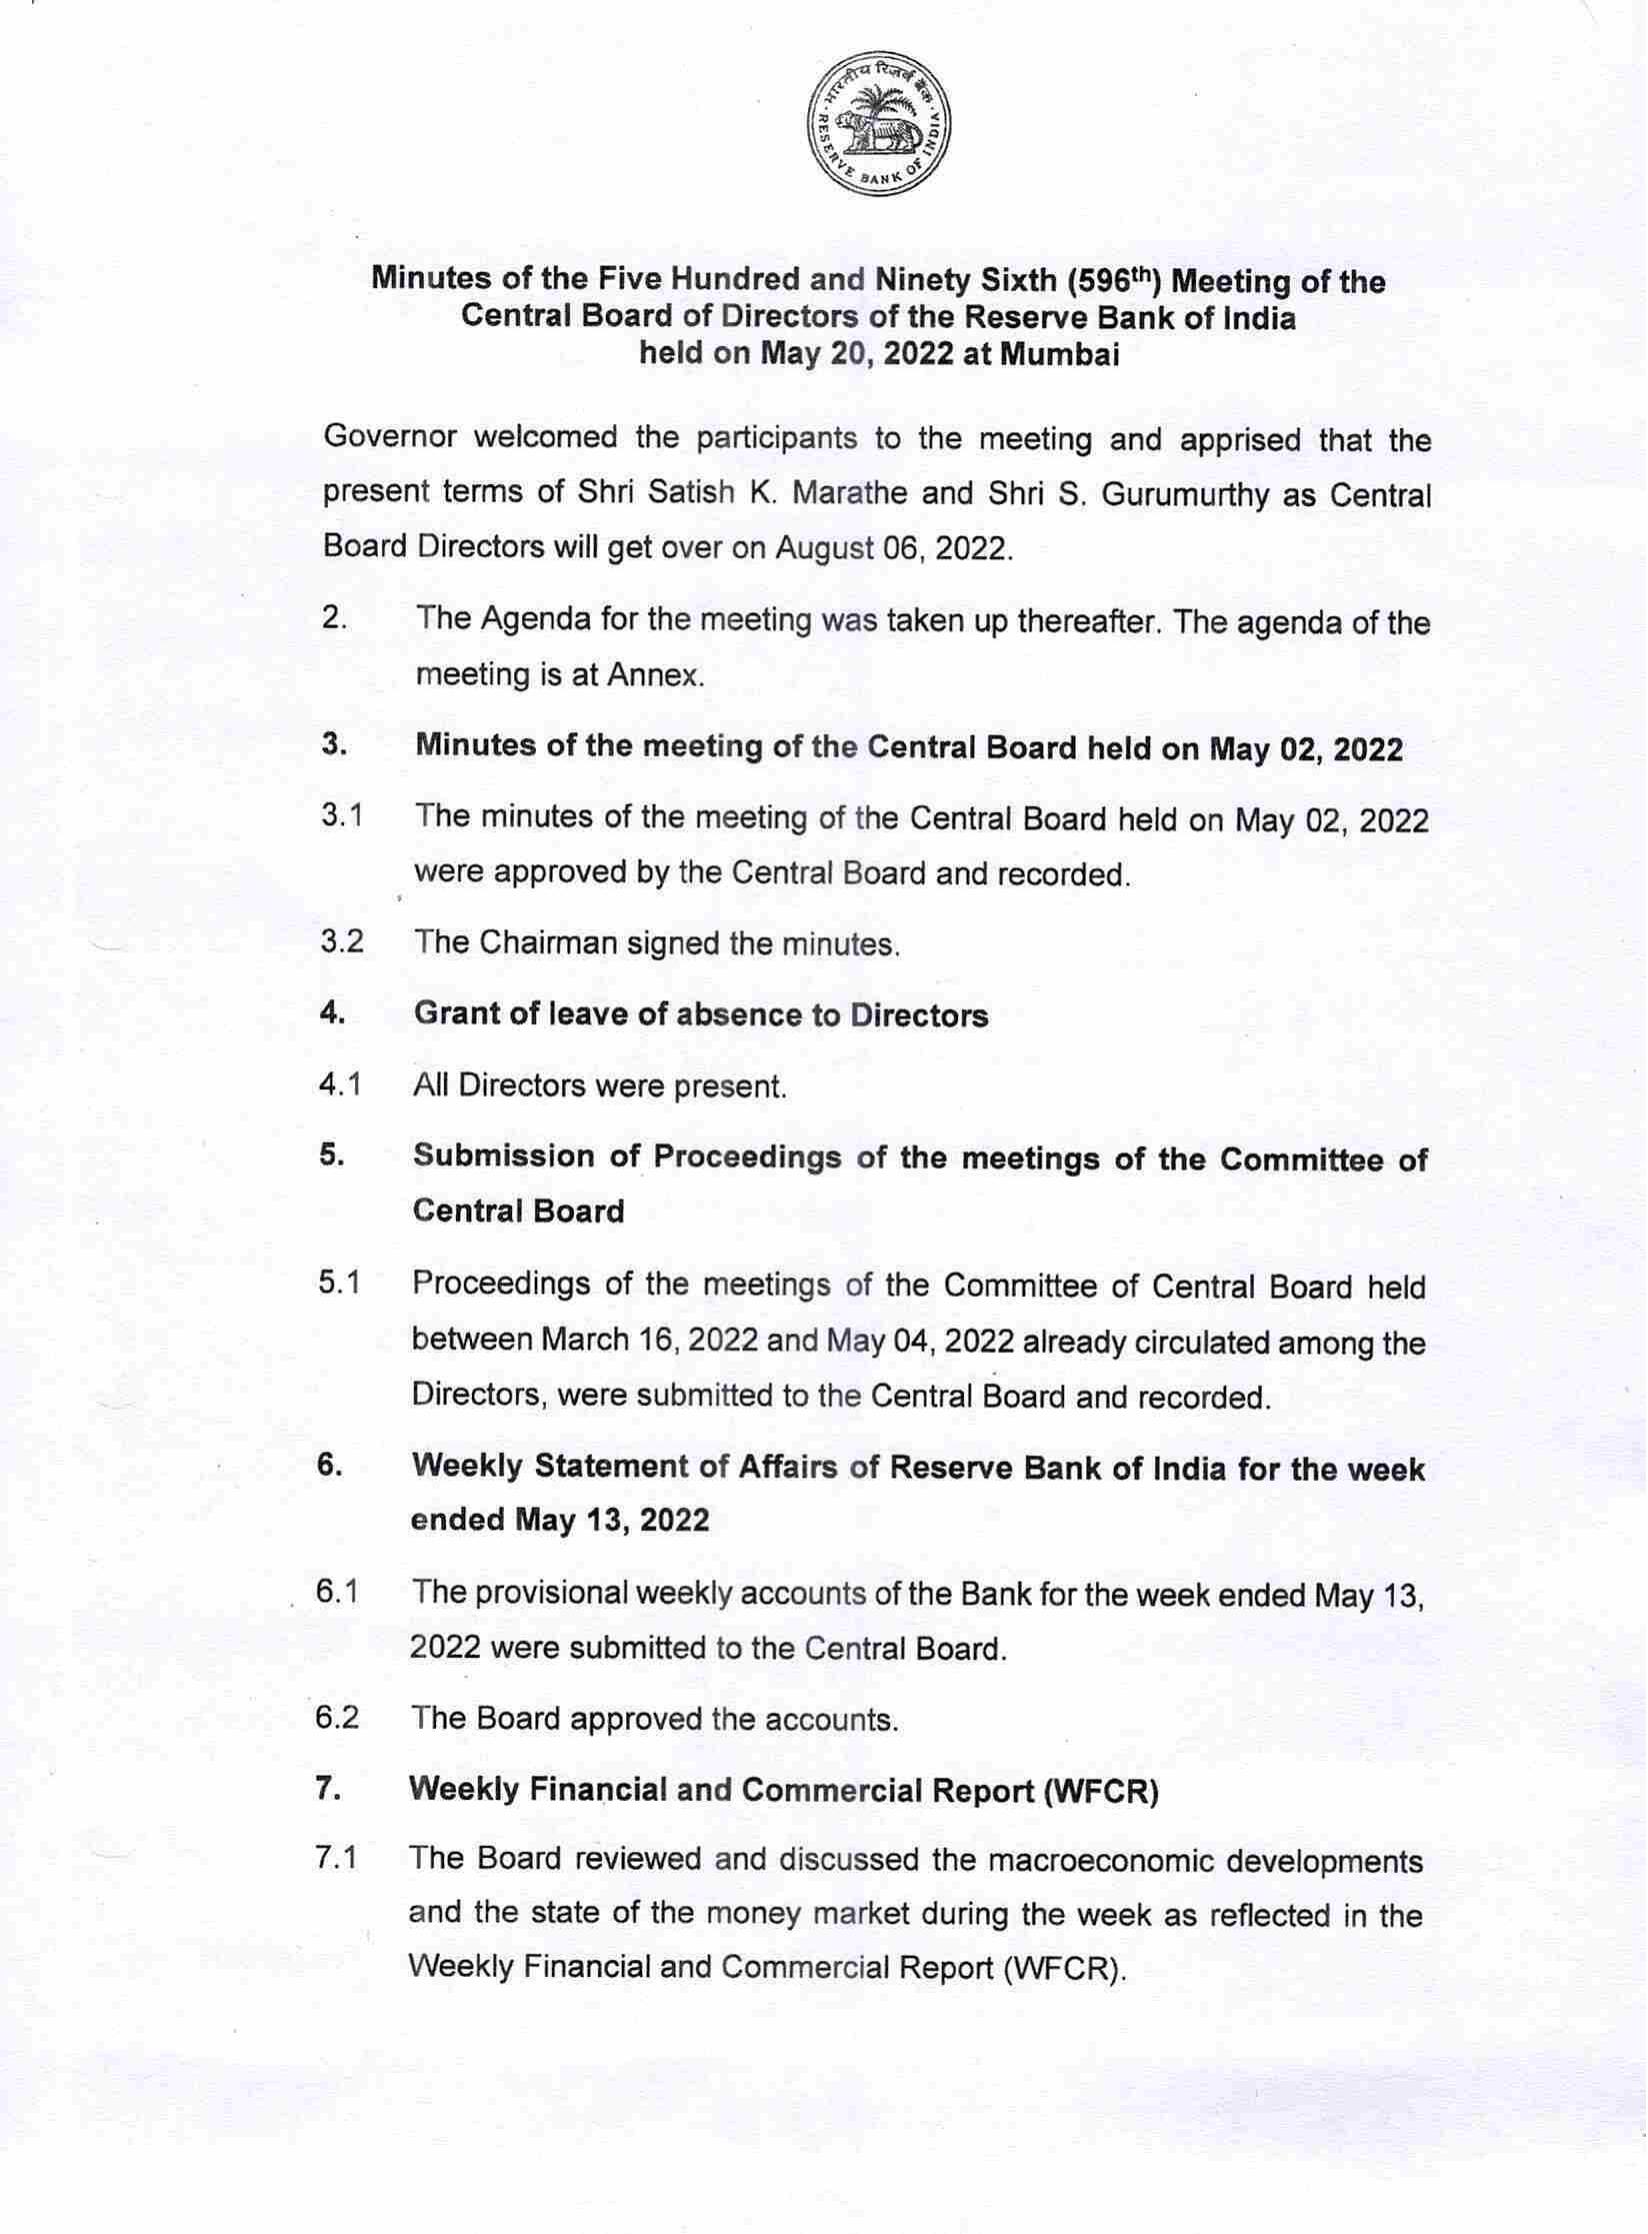 भारतीय रिज़र्व बैंक
RESERVE BANK OF INDIA
Minutes of the Five Hundred and Ninety Sixth (596th) Meeting of the
Central Board of Directors of the Reserve Bank of India
held on May 20, 2022 at Mumbai
Governor welcomed the participants to the meeting and apprised that the
present terms of Shri Satish K. Marathe and Shri S. Gurumurthy as Central
Board Directors will get over on August 06, 2022.
2. The Agenda for the meeting was taken up thereafter. The agenda of the
meeting is at Annex.
3. Minutes of the meeting of the Central Board held on May 02, 2022
3.1 The minutes of the meeting of the Central Board held on May 02, 2022
were approved by the Central Board and recorded.
3.2 The Chairman signed the minutes.
4. Grant of leave of absence to Directors
4.1 All Directors were present.
5. Submission of Proceedings of the meetings of the Committee of
Central Board
5.1 Proceedings of the meetings of the Committee of Central Board held
between March 16, 2022 and May 04, 2022 already circulated among the
Directors, were submitted to the Central Board and recorded.
6. Weekly Statement of Affairs of Reserve Bank of India for the week
ended May 13, 2022
6.1 The provisional weekly accounts of the Bank for the week ended May 13,
2022 were submitted to the Central Board.
6.2 The Board approved the accounts.
7. Weekly Financial and Commercial Report (WFCR)
7.1 The Board reviewed and discussed the macroeconomic developments
and the state of the money market during the week as reflected in the
Weekly Financial and Commercial Report (WFCR).